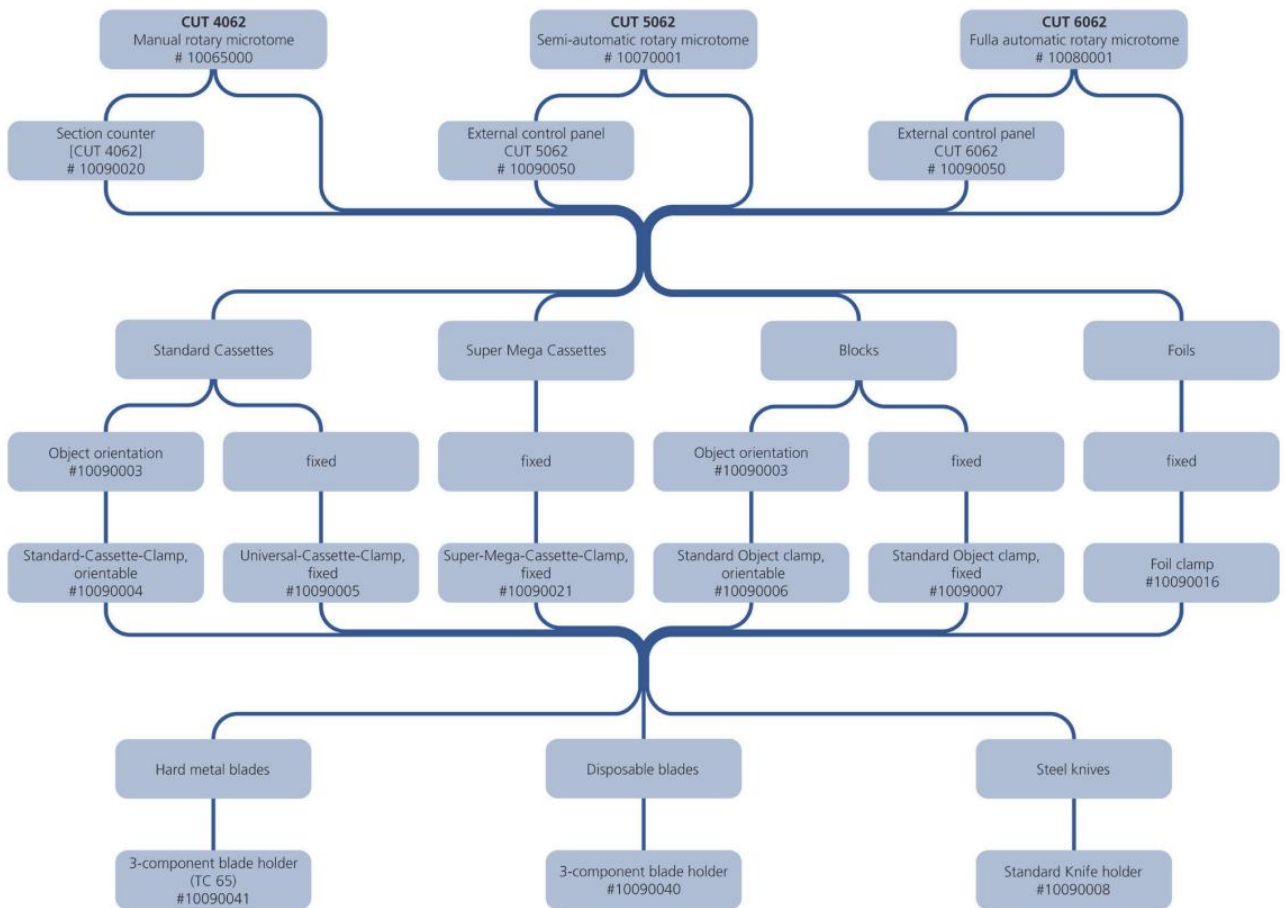 CUT 4062
Manual rotary microtome
# 10065000
CUT 5062
Semi-automatic rotary microtome
# 10070001
CUT 6062
Fulla automatic rotary microtome
# 10080001
Section counter
[CUT 4062]
# 10090020
External control panel
CUT 5062
# 10090050
External control panel
CUT 6062
# 10090050
Standard Cassettes
Super Mega Cassettes
Blocks
Foils
Object orientation
#10090003
fixed
fixed
Object orientation
#10090003
fixed
fixed
Standard-Cassette-Clamp,
orientable
#10090004
Universal-Cassette-Clamp,
fixed
#10090005
Super-Mega-Cassette-Clamp,
fixed
#10090021
Standard Object clamp,
orientable
#10090006
Standard Object clamp,
fixed
#10090007
Foil clamp
#10090016
Hard metal blades
Disposable blades
Steel knives
3-component blade holder
(TC 65)
#10090041
3-component blade holder
#10090040
Standard Knife holder
#10090008